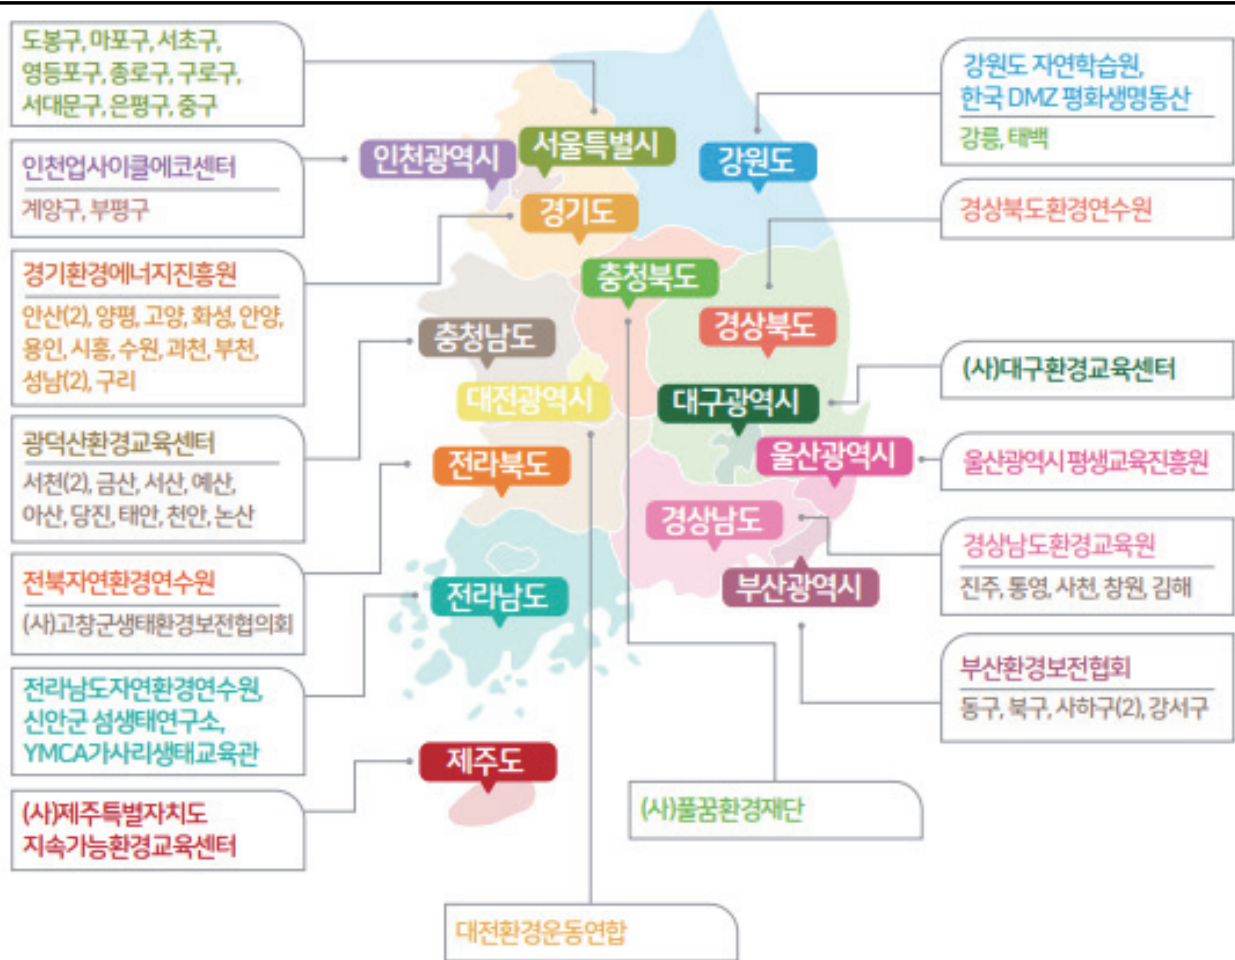 도봉구, 마포구, 서초구,
영등포구, 종로구, 구로구,
서대문구, 은평구, 중구
인천업사이클에코센터
계양구, 부평구
경기환경에너지진흥원
안산(2), 양평, 고양, 화성, 안양,
용인, 시흥, 수원, 과천, 부천,
성남(2), 구리
광덕산환경교육센터
서천(2), 금산, 서산, 예산,
아산, 당진, 태안, 천안, 논산
전북자연환경연수원
(사)고창군생태환경보전협의회
전라남도자연환경연수원,
신안군 섬생태연구소,
YMCA가사리생태교육관
(사)제주특별자치도
지속가능환경교육센터
인천광역시
서울특별시
강원도
경기도
충청북도
충청남도
경상북도
대전광역시
대구광역시
전라북도
울산광역시
경상남도
전라남도
부산광역시
제주도
강원도 자연학습원,
한국 DMZ 평화생명동산
강릉, 태백
경상북도환경연수원
(사)대구환경교육센터
울산광역시 평생교육진흥원
경상남도환경교육원
진주, 통영, 사천, 창원, 김해
부산환경보전협회
동구, 북구, 사하구(2), 강서구
(사)풀꿈환경재단
대전환경운동연합